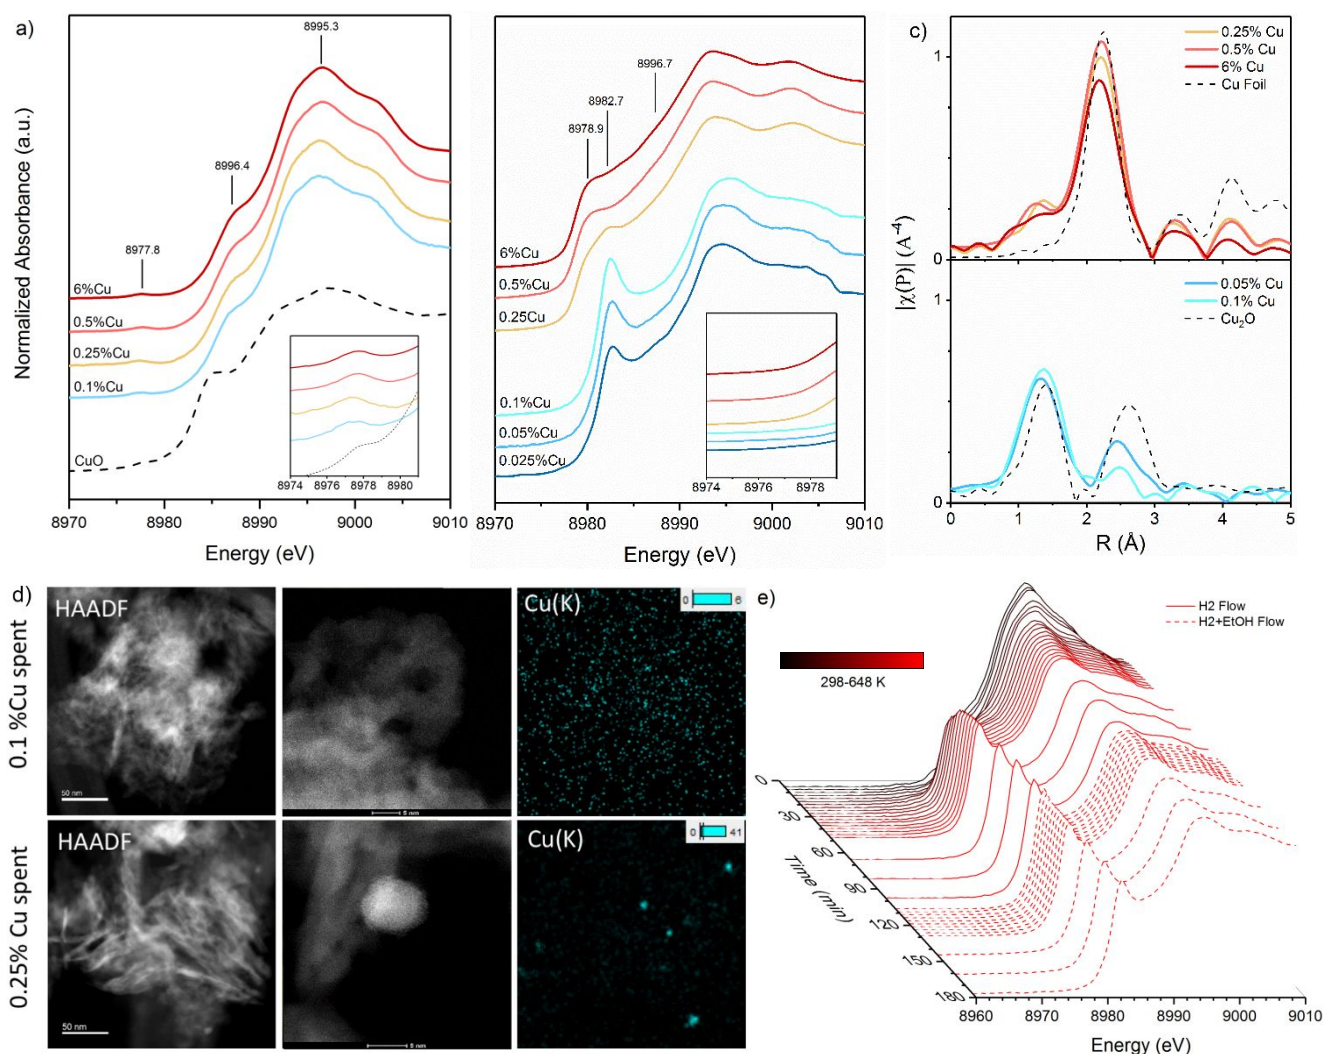 a)
8995.3
8996.4
8977.8
6%Cu
0.5%Cu
0.25%Cu
0.1%Cu
CuO
8974 8976 8978 8980
8970 8980 8990 9000 9010
Energy (eV)
Normalized Absorbance (a.u.)
8996.7
8982.7
8978.9
6%Cu
0.5%Cu
0.25Cu
0.1%Cu
0.05%Cu
0.025%Cu
8974 8976 8978
8970 8980 8990 9000 9010
Energy (eV)
c)
0.25% Cu
0.5% Cu
6% Cu
Cu Foil
1
0
0.05% Cu
0.1% Cu
Cu₂O
1
0
0 1 2 3 4 5
R (Å)
|χ(P)| (A⁻⁴)
d)
0.1 %Cu spent
HAADF
50 nm
5 nm
Cu(K)
0 6
0.25% Cu spent
HAADF
50 nm
5 nm
Cu(K)
0 41
e)
H2 Flow
H2+EtOH Flow
298-648 K
0
30
60
90
120
150
180
Time (min)
8960 8970 8980 8990 9000 9010
Energy (eV)